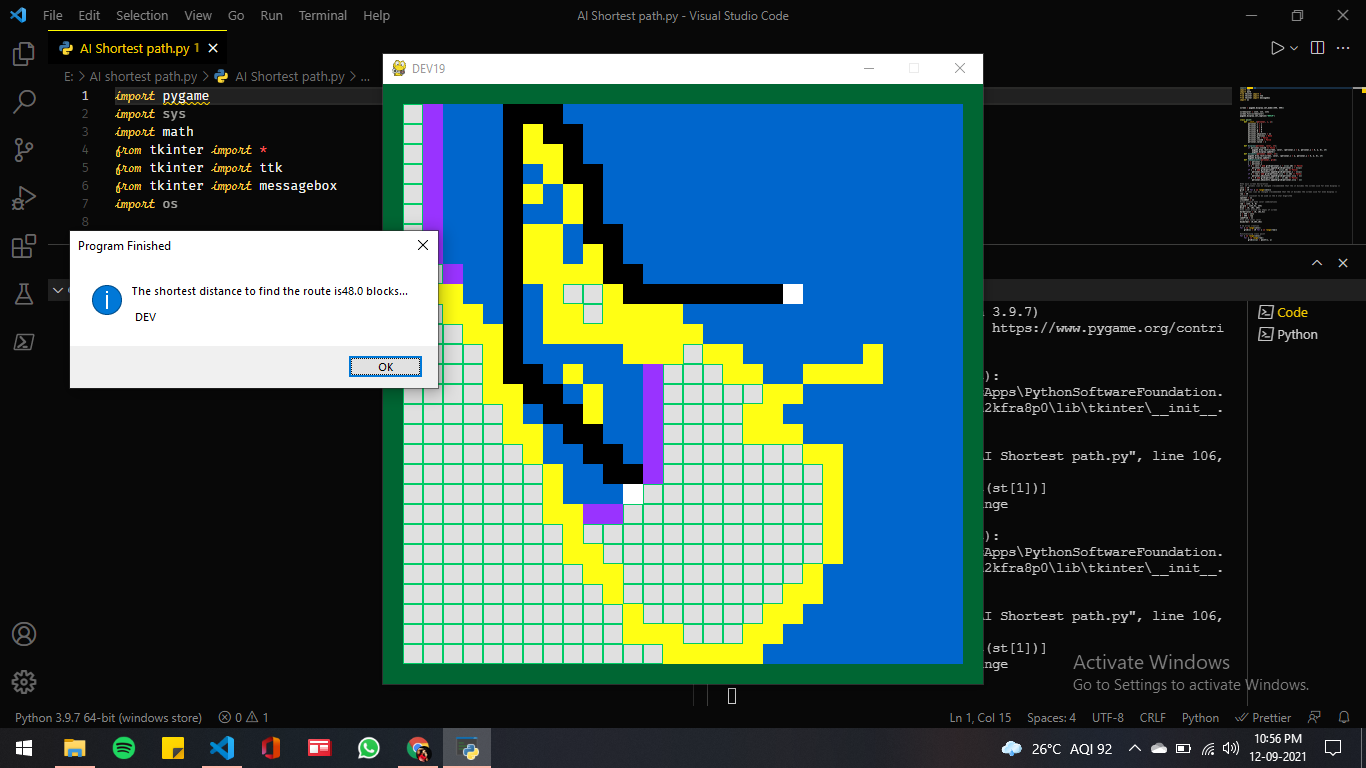 File Edit Selection View Go Run Terminal Help
AI Shortest path.py - Visual Studio Code
AI Shortest path.py 1
E: > AI shortest path.py > AI Shortest path.py > ...
DEV19
1 import pygame
2 import sys
3 import math
4 from tkinter import *
5 from tkinter import ttk
6 from tkinter import messagebox
7 import os
8
Program Finished
The shortest distance to find the route is48.0 blocks...
DEV
OK
3.9.7)
https://www.pygame.org/contri
):
Apps\PythonSoftwareFoundation.
2kfra8p0\lib\tkinter\__init__.
AI Shortest path.py", line 106,
(st[1])]
nge
):
Apps\PythonSoftwareFoundation.
2kfra8p0\lib\tkinter\__init__.
AI Shortest path.py", line 106,
(st[1])]
nge
Code
Python
Activate Windows
Go to Settings to activate Windows.
Python 3.9.7 64-bit (windows store) 0 1
Ln 1, Col 15 Spaces: 4 UTF-8 CRLF Python Prettier
26°C AQI 92
10:56 PM
12-09-2021